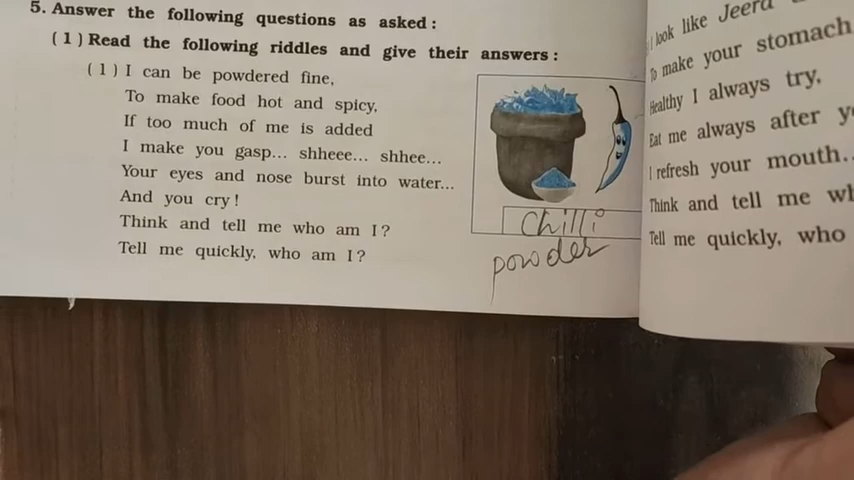 5. Answer the following questions as asked :
( 1 ) Read the following riddles and give their answers :
( 1 ) I can be powdered fine,
To make food hot and spicy,
If too much of me is added
I make you gasp... shheee... shhee...
Your eyes and nose burst into water...
And you cry !
Think and tell me who am I ?
Tell me quickly, who am I ?
Chilli
powder
I look like Jeera
To make your stomach
Healthy I always try,
Eat me always after
I refresh your mouth..
Think and tell me
Tell me quickly, who